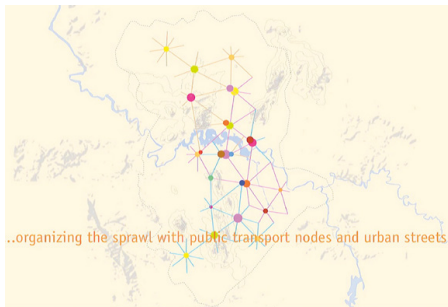 ..organizing the sprawl with public transport nodes and urban streets